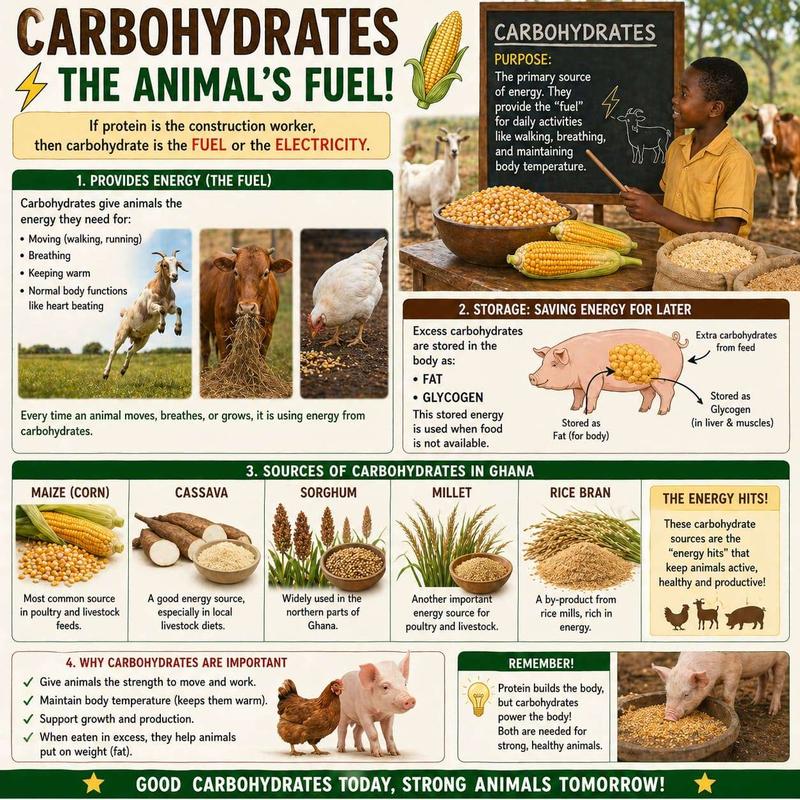 CARBOHYDRATES
THE ANIMAL'S FUEL!
If protein is the construction worker,
then carbohydrate is the FUEL or the ELECTRICITY.
CARBOHYDRATES
PURPOSE:
The primary source
of energy. They
provide the "fuel"
for daily activities
like walking, breathing,
and maintaining
body temperature.
1. PROVIDES ENERGY (THE FUEL)
Carbohydrates give animals the
energy they need for:
• Moving (walking, running)
• Breathing
• Keeping warm
• Normal body functions
like heart beating
Every time an animal moves, breathes, or grows, it is using energy from
carbohydrates.
2. STORAGE: SAVING ENERGY FOR LATER
Excess carbohydrates
are stored in the
body as:
• FAT
• GLYCOGEN
This stored energy
is used when food
is not available.
Extra carbohydrates
from feed
Stored as
Fat (for body)
Stored as
Glycogen
(in liver & muscles)
3. SOURCES OF CARBOHYDRATES IN GHANA
MAIZE (CORN)
Most common source
in poultry and livestock
feeds.
CASSAVA
A good energy source,
especially in local
livestock diets.
SORGHUM
Widely used in the
northern parts of
Ghana.
MILLET
Another important
energy source for
poultry and livestock.
RICE BRAN
A by-product from
rice mills, rich in
energy.
THE ENERGY HITS!
These carbohydrate
sources are the
"energy hits" that
keep animals active,
healthy and productive!
4. WHY CARBOHYDRATES ARE IMPORTANT
✓ Give animals the strength to move and work.
✓ Maintain body temperature (keeps them warm).
✓ Support growth and production.
✓ When eaten in excess, they help animals
put on weight (fat).
REMEMBER!
Protein builds the body,
but carbohydrates
power the body!
Both are needed for
strong, healthy animals.
GOOD CARBOHYDRATES TODAY, STRONG ANIMALS TOMORROW!